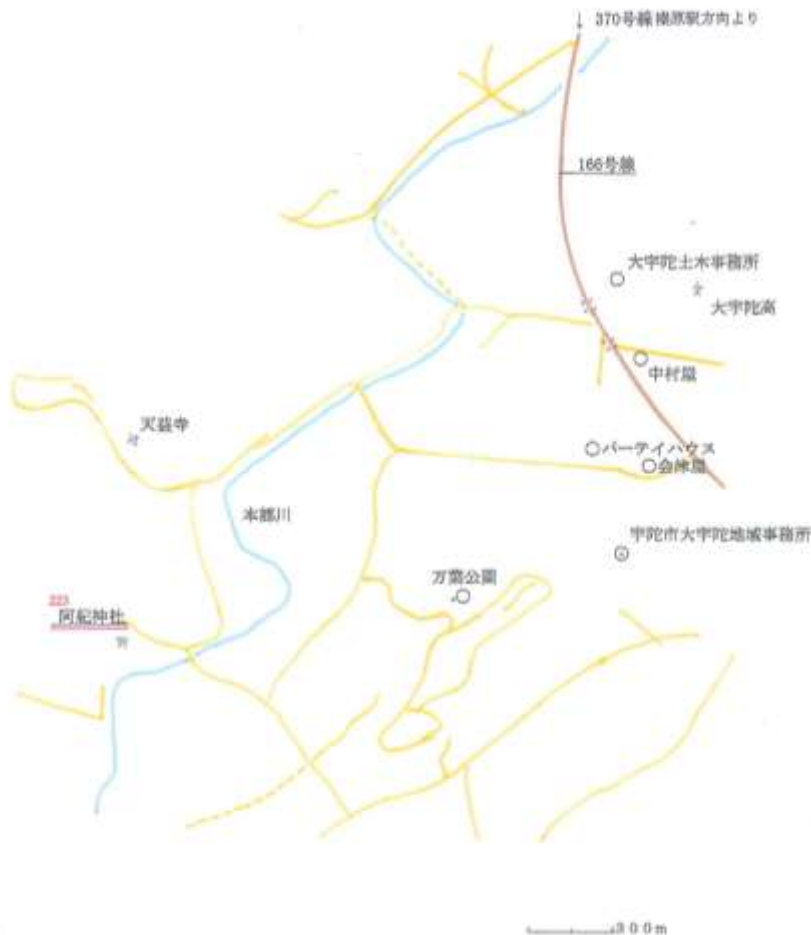 ↓ 370号線榛原駅方向より
166号線
大宇陀土木事務所
大宇陀高
中村屋
天益寺
パーテイハウス
会津屋
本郷川
宇陀市大宇陀地域事務所
万葉公園
223
阿紀神社
300m